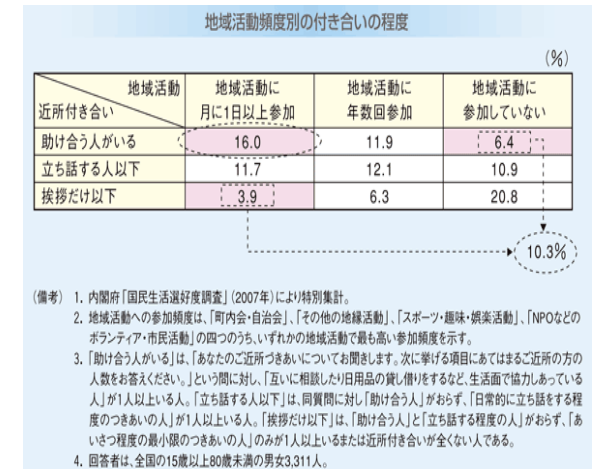 地域活動頻度別の付き合いの程度
(%)
地域活動
近所付き合い
地域活動に
月に1日以上参加
地域活動に
年数回参加
地域活動に
参加していない
助け合う人がいる 16.0 11.9 6.4
立ち話する人以下 11.7 12.1 10.9
挨拶だけ以下 3.9 6.3 20.8
10.3%
(備考) 1. 内閣府「国民生活選好度調査」(2007年)により特別集計。
2. 地域活動への参加頻度は、「町内会・自治会」、「その他の地縁活動」、「スポーツ・趣味・娯楽活動」、「NPOなどの
ボランティア・市民活動」の四つのうち、いずれかの地域活動で最も高い参加頻度を示す。
3. 「助け合う人がいる」は、「あなたのご近所づきあいについてお聞きします。次に挙げる項目にあてはまるご近所の方の
人数をお答えください。」という問に対し、「互いに相談したり日用品の貸し借りをするなど、生活面で協力しあっている
人」が1人以上いる人。「立ち話する人以下」は、同質問に対し「助け合う人」がおらず、「日常的に立ち話をする程
度のつきあいの人」が1人以上いる人。「挨拶だけ以下」は、「助け合う人」と「立ち話する程度の人」がおらず、「あ
いさつ程度の最小限のつきあいの人」のみが1人以上いるまたは近所付き合いが全くない人である。
4. 回答者は、全国の15歳以上80歳未満の男女3,311人。